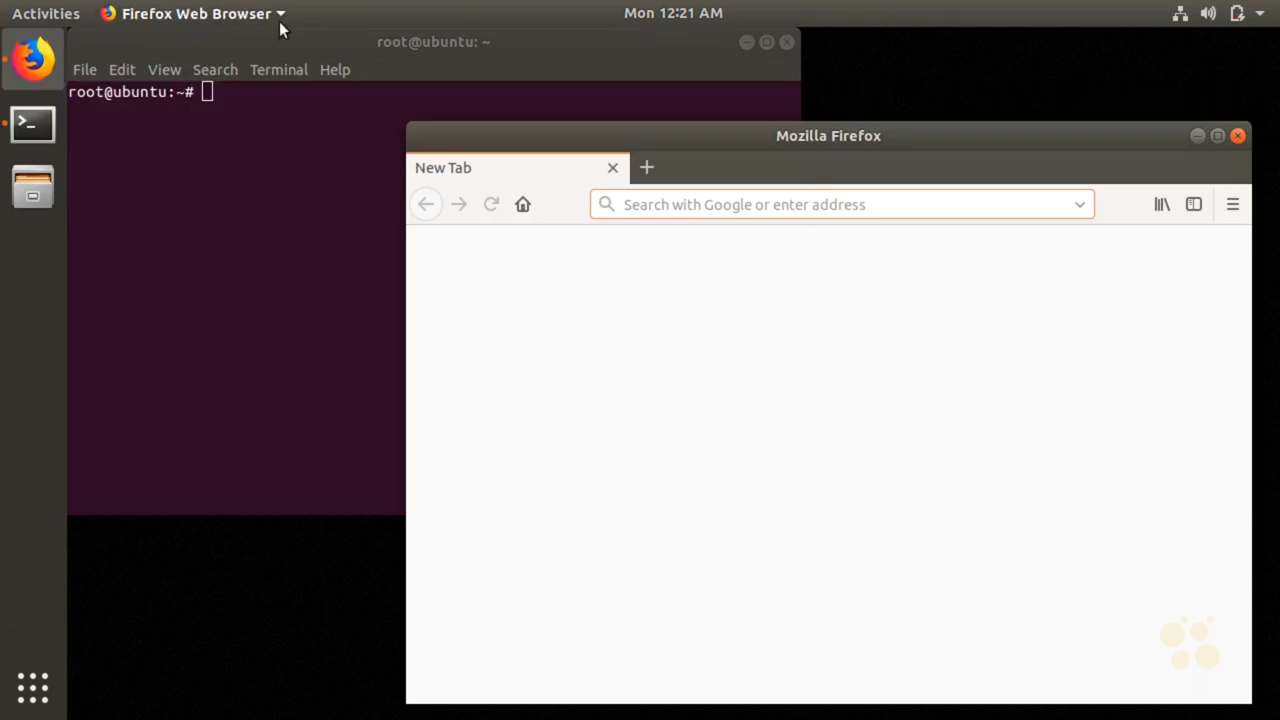 Activities Firefox Web Browser Mon 12:21 AM
root@ubuntu: ~
File Edit View Search Terminal Help
root@ubuntu:~#
Mozilla Firefox
New Tab
Search with Google or enter address